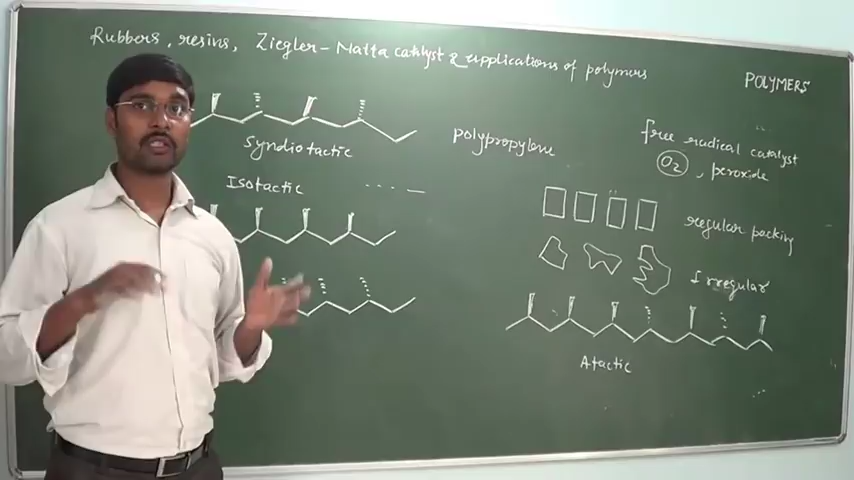 Rubbers, resins, Ziegler-Natta catalyst & applications of polymers
POLYMERS
Syndiotactic
Polypropylene
free radical catalyst
O2, peroxide
Isotactic
regular packing
Irregular
Atactic